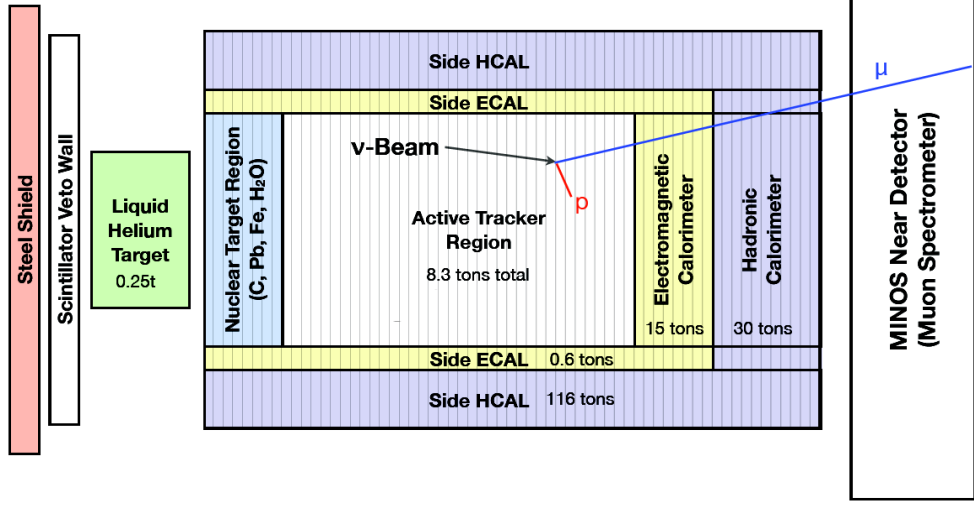 Steel Shield
Scintillator Veto Wall
Liquid
Helium
Target
0.25t
Side HCAL
Side ECAL
Nuclear Target Region
(C, Pb, Fe, H₂O)
ν-Beam
p
μ
Active Tracker
Region
8.3 tons total
Electromagnetic
Calorimeter
15 tons
Hadronic
Calorimeter
30 tons
Side ECAL 0.6 tons
Side HCAL 116 tons
MINOS Near Detector
(Muon Spectrometer)